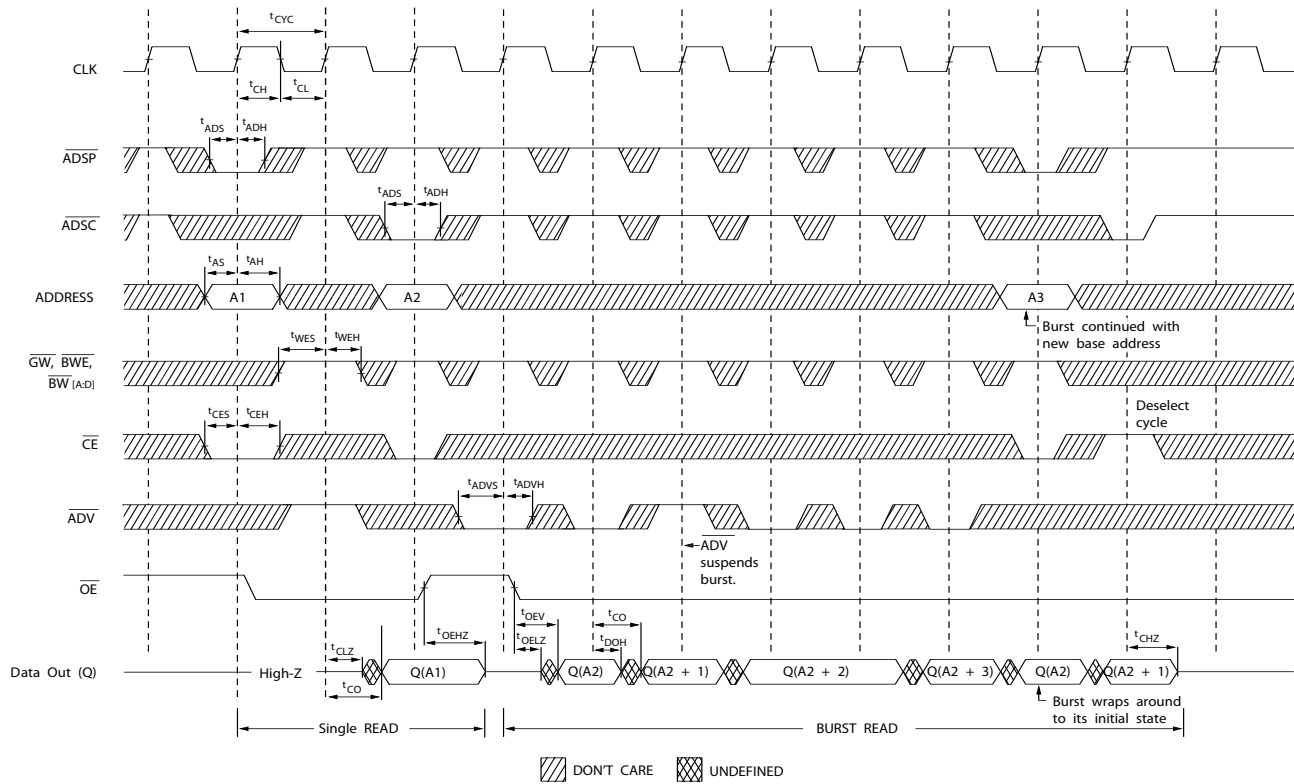 tCYC
CLK
tCH
tCL
tADS
tADH
ADSP
tADS
tADH
ADSC
tAS
tAH
ADDRESS
A1
A2
A3
Burst continued with
new base address
tWES
tWEH
GW, BWE,
BW [A:D]
tCES
tCEH
Deselect
cycle
CE
tADVS
tADVH
ADV
ADV
suspends
burst.
OE
tOEV
tCO
tOEHZ
tOELZ
tDOH
tCHZ
tCLZ
Data Out (Q)
High-Z
Q(A1)
Q(A2)
Q(A2 + 1)
Q(A2 + 2)
Q(A2 + 3)
Q(A2)
Q(A2 + 1)
tCO
Burst wraps around
to its initial state
Single READ
BURST READ
DON'T CARE
UNDEFINED